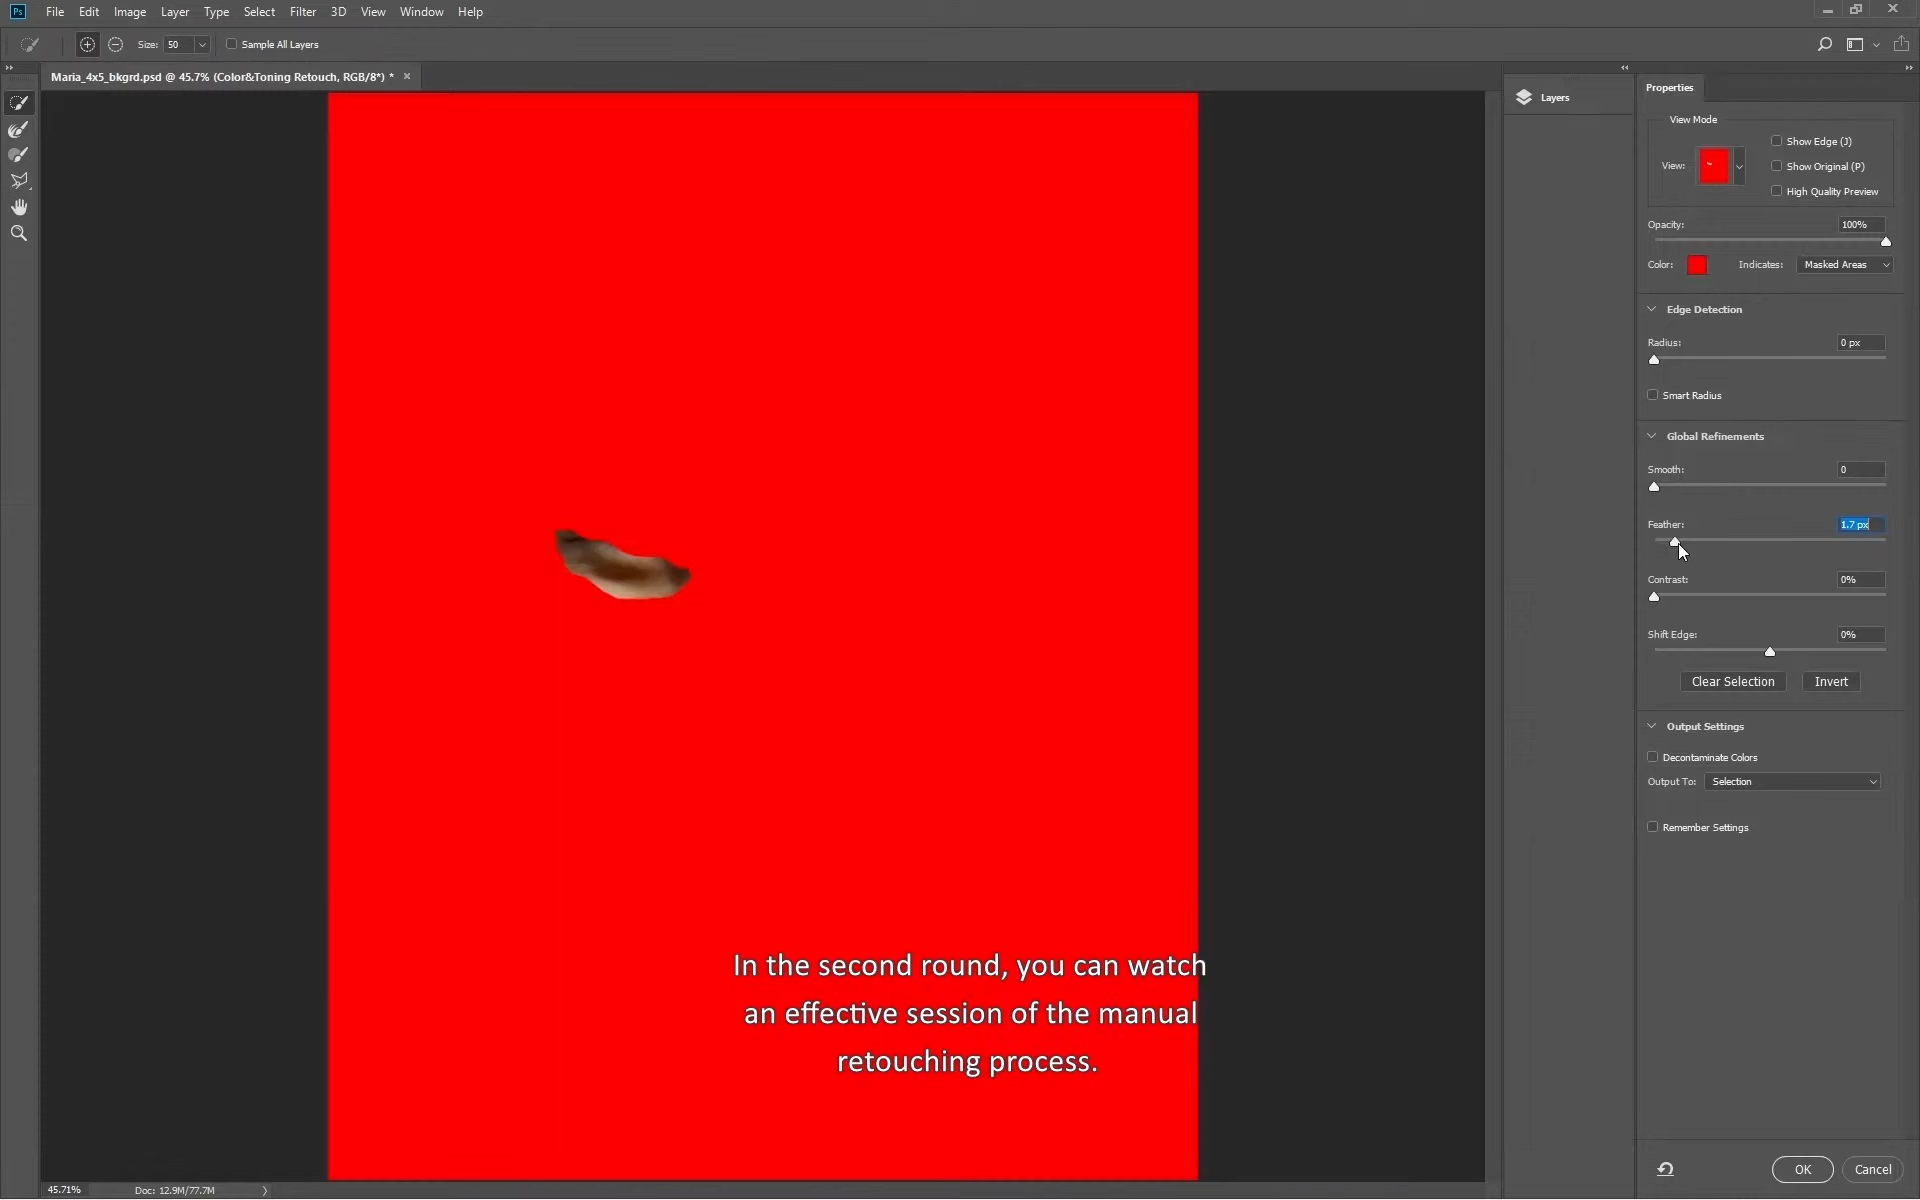 Ps File Edit Image Layer Type Select Filter 3D View Window Help
Size: 50 Sample All Layers
Maria_4x5_bkgrd.psd @ 45.7% (Color&Toning Retouch, RGB/8*) * ×
Layers
Properties
View Mode
View:
Show Edge (J)
Show Original (P)
High Quality Preview
Opacity: 100%
Color: Indicates: Masked Areas
Edge Detection
Radius: 0 px
Smart Radius
Global Refinements
Smooth: 0
Feather: 1.7 px
Contrast: 0%
Shift Edge: 0%
Clear Selection Invert
Output Settings
Decontaminate Colors
Output To: Selection
Remember Settings
In the second round, you can watch
an effective session of the manual
retouching process.
OK Cancel
45.71% Doc: 12.9M/77.7M